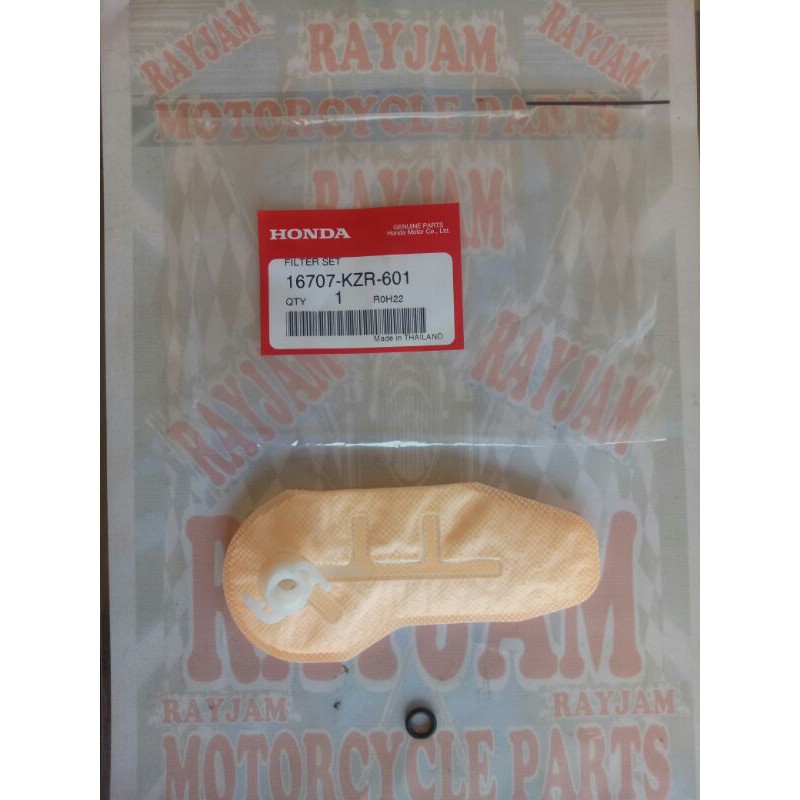 RAYJAM RAYJAM RAYJAM
MOTORCYCLE PARTS
RAYJAM
HONDA
GENUINE PARTS
Honda Motor Co., Ltd.
FILTER SET
16707-KZR-601
QTY 1 R0H22
Made in THAILAND
RAYJAM RAYJAM
RAYJAM
RAYJAM RAYJAM
MOTORCYCLE PARTS